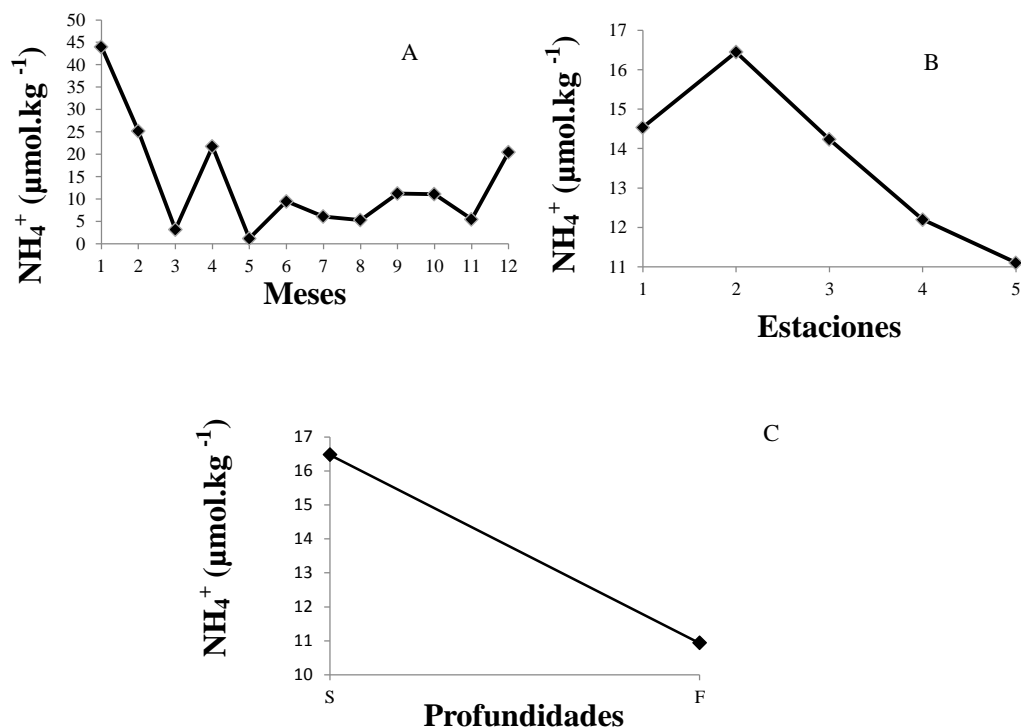 A
NH₄⁺ (µmol.kg ⁻¹)
50
45
40
35
30
25
20
15
10
5
0
1 2 3 4 5 6 7 8 9 10 11 12
Meses
B
NH₄⁺ (µmol.kg ⁻¹)
17
16
15
14
13
12
11
1 2 3 4 5
Estaciones
C
NH₄⁺ (µmol.kg ⁻¹)
17
16
15
14
13
12
11
10
S F
Profundidades